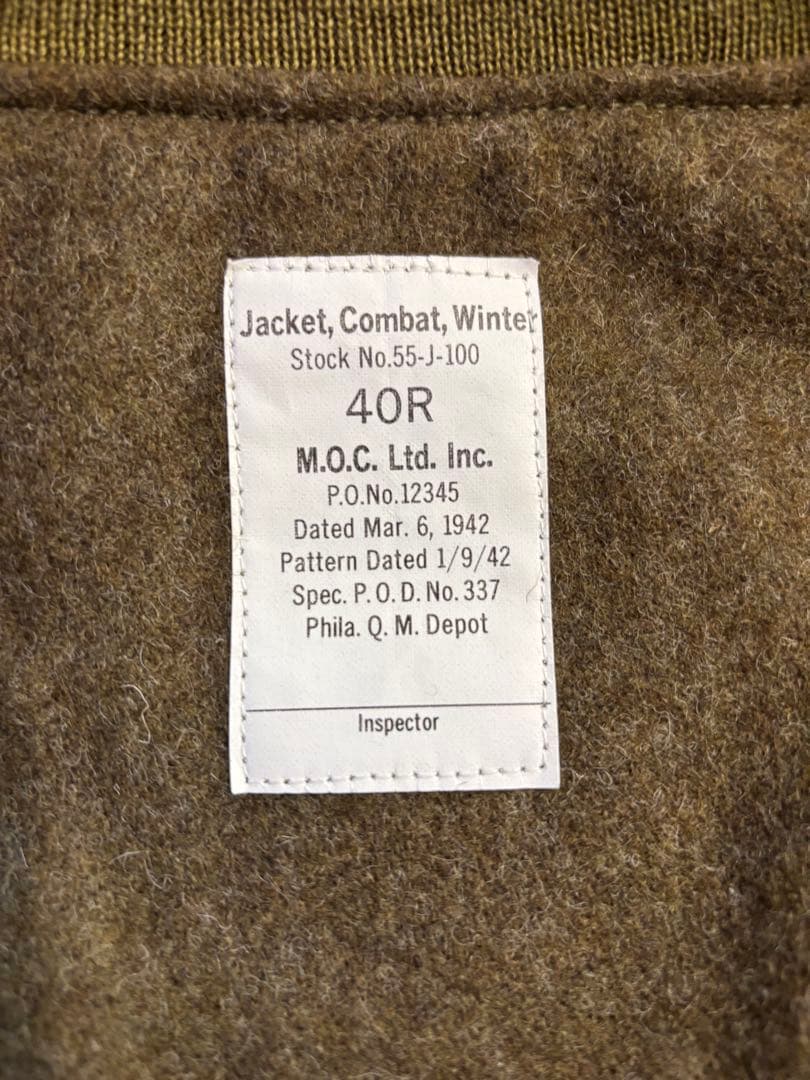 Jacket, Combat, Winter
Stock No.55-J-100
40R
M.O.C. Ltd. Inc.
P.O.No.12345
Dated Mar. 6, 1942
Pattern Dated 1/9/42
Spec. P.O.D. No. 337
Phila. Q. M. Depot
Inspector